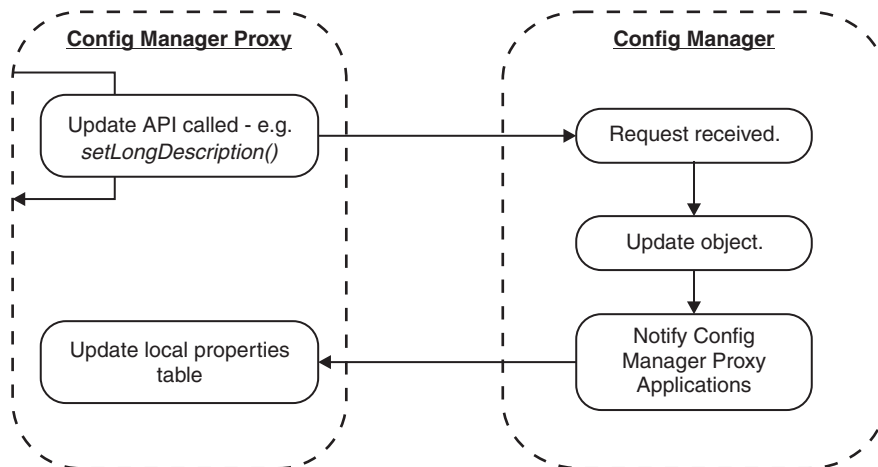 Config Manager Proxy
Config Manager
Update API called - e.g.
setLongDescription()
Request received.
Update object.
Update local properties
table
Notify Config
Manager Proxy
Applications